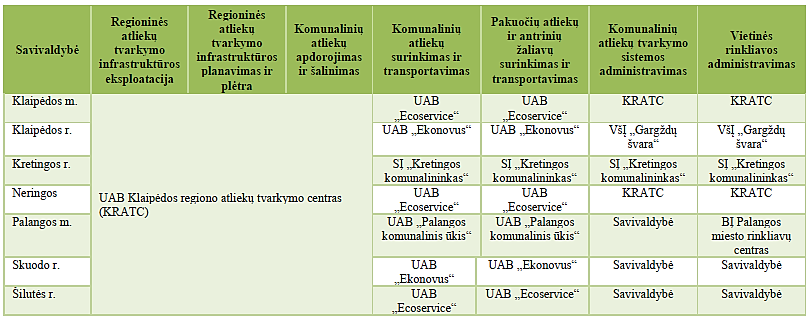 Savivaldybė
Regioninės
atliekų
tvarkymo
infrastruktūros
eksploatacija
Regioninės
atliekų
tvarkymo
infrastruktūros
planavimas ir
plėtra
Komunalinių
atliekų
apdorojimas
ir šalinimas
Komunalinių
atliekų
surinkimas ir
transportavimas
Pakuočių atliekų
ir antrinių
žaliavų
surinkimas ir
transportavimas
Komunalinių
atliekų tvarkymo
sistemos
administravimas
Vietinės
rinkliavos
administravimas
Klaipėdos m.
UAB Klaipėdos regiono atliekų tvarkymo centras
(KRATC)
UAB
„Ecoservice“
UAB
„Ecoservice“
KRATC
KRATC
Klaipėdos r.
UAB „Ekonovus“
UAB „Ekonovus“
VšĮ „Gargždų
švara“
VšĮ „Gargždų
švara“
Kretingos r.
SĮ „Kretingos
komunalininkas“
SĮ „Kretingos
komunalininkas“
SĮ „Kretingos
komunalininkas“
SĮ „Kretingos
komunalininkas“
Neringos
UAB
„Ecoservice“
UAB
„Ecoservice“
KRATC
KRATC
Palangos m.
UAB „Palangos
komunalinis ūkis“
UAB „Palangos
komunalinis ūkis“
Savivaldybė
BĮ Palangos
miesto rinkliavų
centras
Skuodo r.
UAB
„Ekonovus“
UAB „Ekonovus“
Savivaldybė
Savivaldybė
Šilutės r.
UAB
„Ecoservice“
UAB „Ecoservice“
Savivaldybė
Savivaldybė